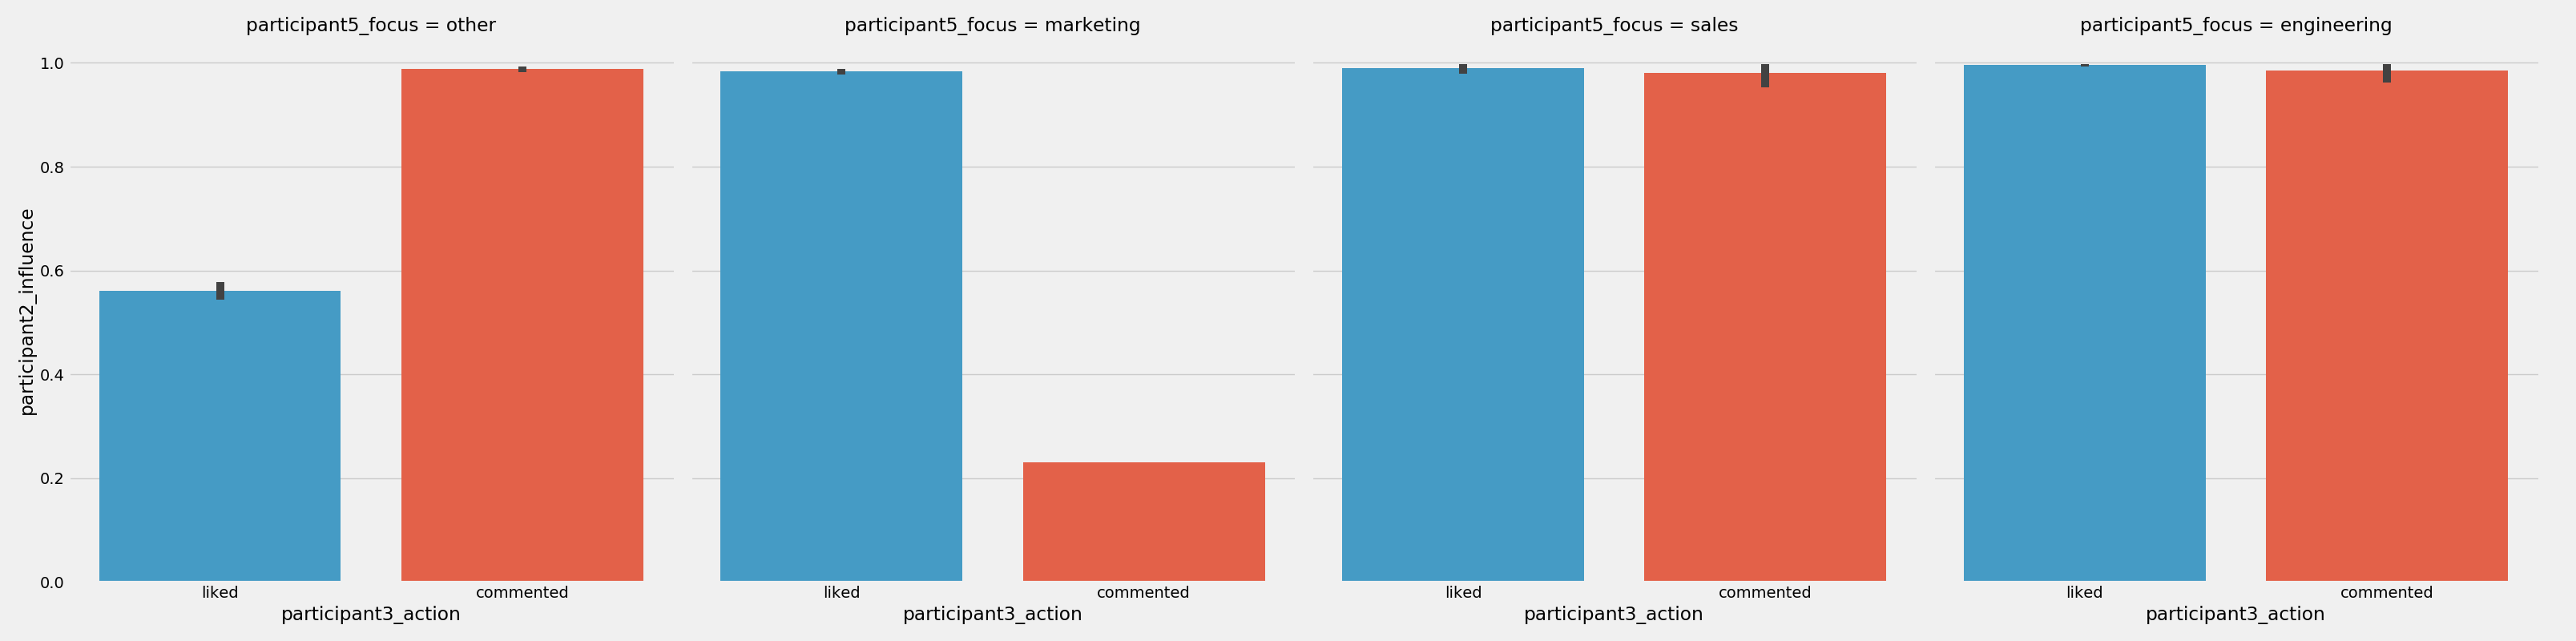 participant5_focus = other
participant5_focus = marketing
participant5_focus = sales
participant5_focus = engineering
participant2_influence
1.0
0.8
0.6
0.4
0.2
0.0
liked
commented
liked
commented
liked
commented
liked
commented
participant3_action
participant3_action
participant3_action
participant3_action